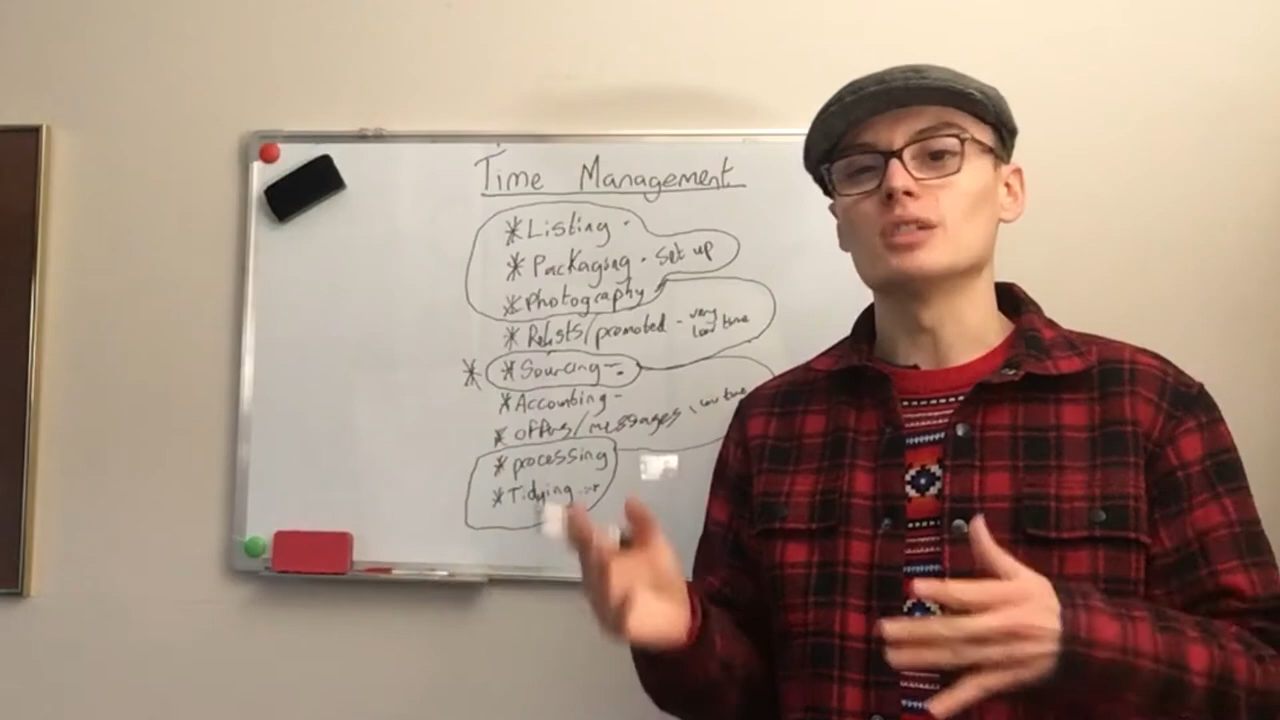 Time Management
* Listing -
* Packaging - Set up
* Photography
* Relists/promoted - very low time
* * Sourcing -
* Accounting -
* Offers/messages, low time
* processing
* Tidying